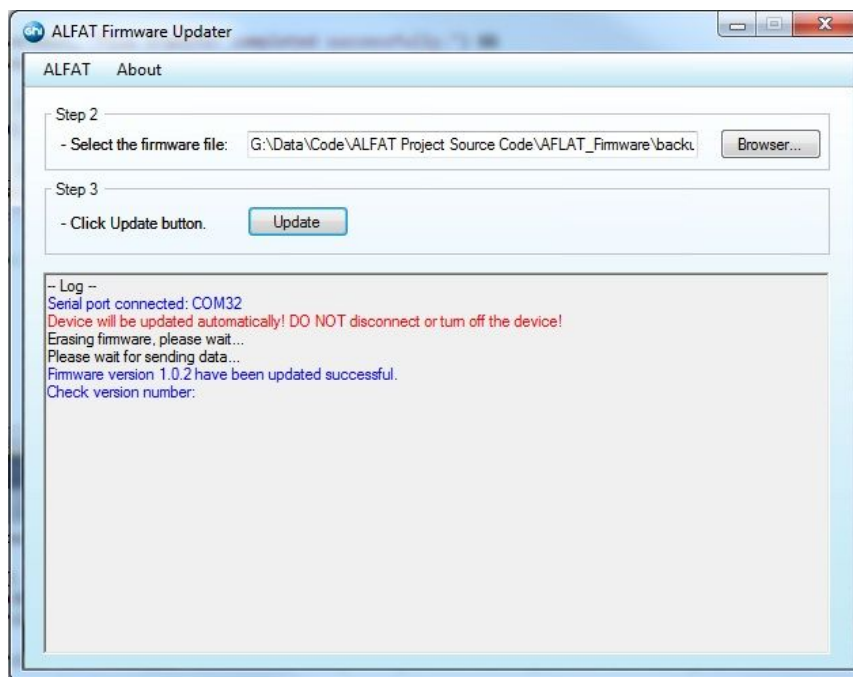 ALFAT Firmware Updater
ALFAT About
Step 2
- Select the firmware file: G:\Data\Code\ALFAT Project Source Code\AFLAT_Firmware\backu Browser...
Step 3
- Click Update button. Update
-- Log --
Serial port connected: COM32
Device will be updated automatically! DO NOT disconnect or turn off the device!
Erasing firmware, please wait...
Please wait for sending data...
Firmware version 1.0.2 have been updated successful.
Check version number: